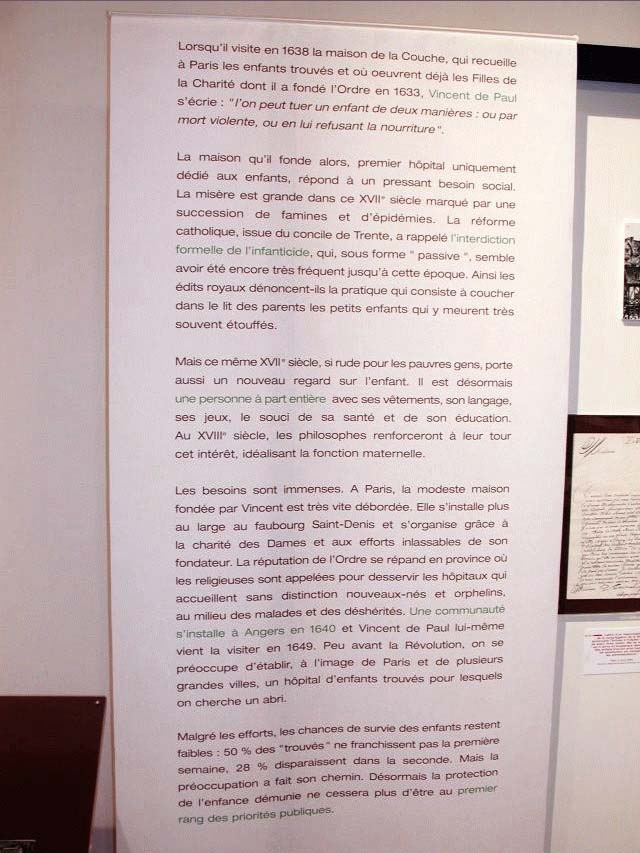 Lorsqu'il visite en 1638 la maison de la Couche, qui recueille
à Paris les enfants trouvés et où oeuvrent déjà les Filles de
la Charité dont il a fondé l'Ordre en 1633, Vincent de Paul
s'écrie : "l'on peut tuer un enfant de deux manières : ou par
mort violente, ou en lui refusant la nourriture".
La maison qu'il fonde alors, premier hôpital uniquement
dédié aux enfants, répond à un pressant besoin social.
La misère est grande dans ce XVIIe siècle marqué par une
succession de famines et d'épidémies. La réforme
catholique, issue du concile de Trente, a rappelé l'interdiction
formelle de l'infanticide, qui, sous forme " passive ", semble
avoir été encore très fréquent jusqu'à cette époque. Ainsi les
édits royaux dénoncent-ils la pratique qui consiste à coucher
dans le lit des parents les petits enfants qui y meurent très
souvent étouffés.
Mais ce même XVIIe siècle, si rude pour les pauvres gens, porte
aussi un nouveau regard sur l'enfant. Il est désormais
une personne à part entière avec ses vêtements, son langage,
ses jeux, le souci de sa santé et de son éducation.
Au XVIIIe siècle, les philosophes renforceront à leur tour
cet intérêt, idéalisant la fonction maternelle.
Les besoins sont immenses. A Paris, la modeste maison
fondée par Vincent est très vite débordée. Elle s'installe plus
au large au faubourg Saint-Denis et s'organise grâce à
la charité des Dames et aux efforts inlassables de son
fondateur. La réputation de l'Ordre se répand en province où
les religieuses sont appelées pour desservir les hôpitaux qui
accueillent sans distinction nouveaux-nés et orphelins,
au milieu des malades et des déshérités. Une communauté
s'installe à Angers en 1640 et Vincent de Paul lui-même
vient la visiter en 1649. Peu avant la Révolution, on se
préoccupe d'établir, à l'image de Paris et de plusieurs
grandes villes, un hôpital d'enfants trouvés pour lesquels
on cherche un abri.
Malgré les efforts, les chances de survie des enfants restent
faibles : 50 % des "trouvés" ne franchissent pas la première
semaine, 28 % disparaissent dans la seconde. Mais la
préoccupation a fait son chemin. Désormais la protection
de l'enfance démunie ne cessera plus d'être au premier
rang des priorités publiques.